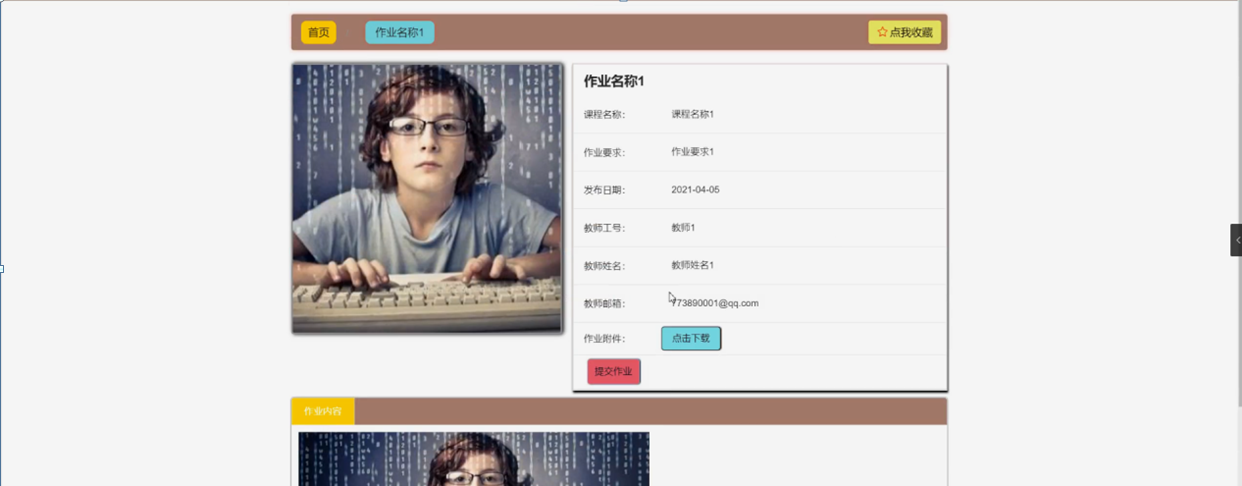 首页 作业名称1 ☆点我收藏
作业名称1
课程名称： 课程名称1
作业要求： 作业要求1
发布日期： 2021-04-05
教师工号： 教师1
教师姓名： 教师姓名1
教师邮箱： 773890001@qq.com
作业附件： 点击下载
提交作业
作业内容